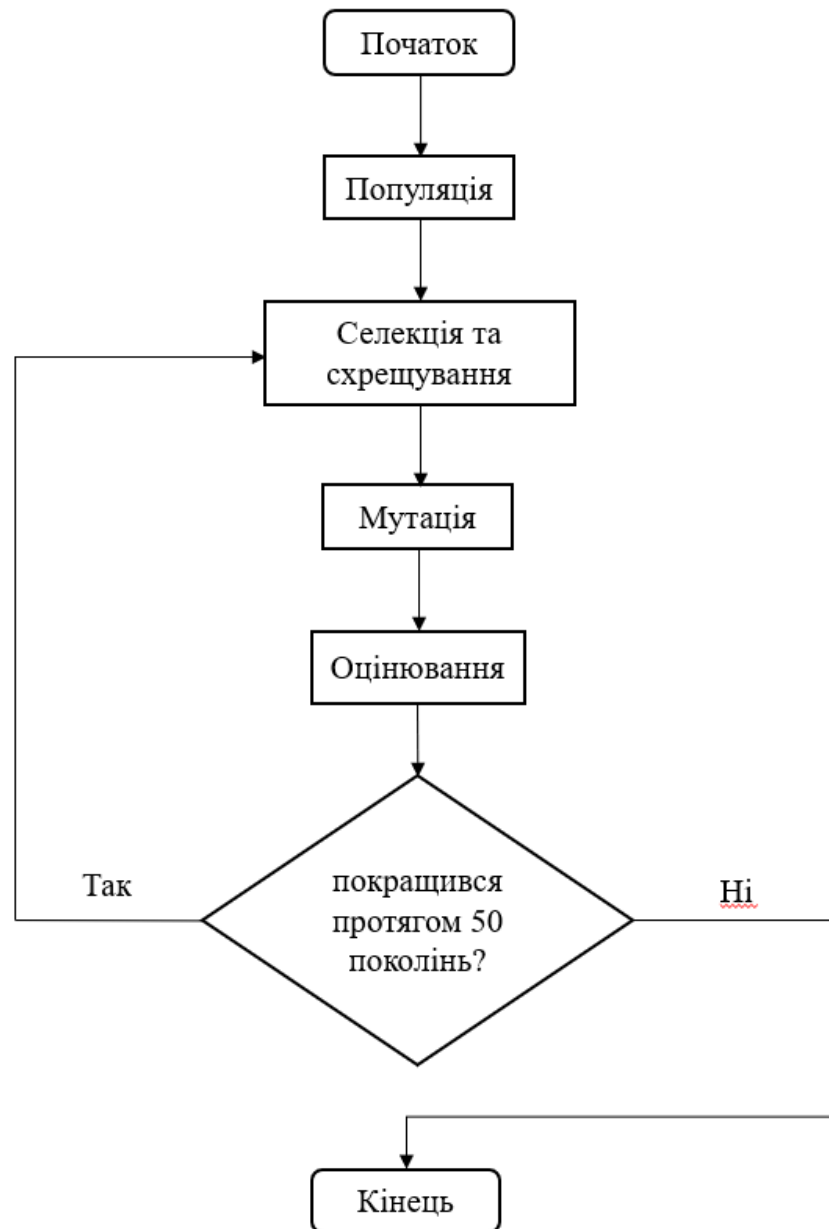 Початок
Популяція
Селекція та
схрещування
Мутація
Оцінювання
Так
покращився
протягом 50
поколінь?
Ні
Кінець